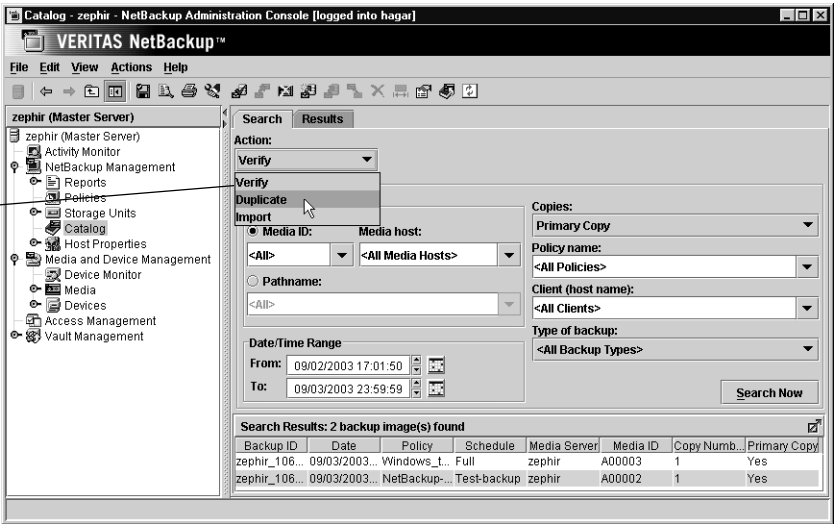 Catalog - zephir - NetBackup Administration Console [logged into hagar]
VERITAS NetBackup™
File Edit View Actions Help
zephir (Master Server)
zephir (Master Server)
Activity Monitor
NetBackup Management
Reports
Policies
Storage Units
Catalog
Host Properties
Media and Device Management
Device Monitor
Media
Devices
Access Management
Vault Management
Search Results
Action:
Verify
Verify
Duplicate
Import
Media ID: Media host:
<All> <All Media Hosts>
Pathname:
<All>
Date/Time Range
From: 09/02/2003 17:01:50
To: 09/03/2003 23:59:59
Copies:
Primary Copy
Policy name:
<All Policies>
Client (host name):
<All Clients>
Type of backup:
<All Backup Types>
Search Now
Search Results: 2 backup image(s) found
Backup ID Date Policy Schedule Media Server Media ID Copy Numb... Primary Copy
zephir_106... 09/03/2003... Windows_t... Full zephir A00003 1 Yes
zephir_106... 09/03/2003... NetBackup-... Test-backup zephir A00002 1 Yes